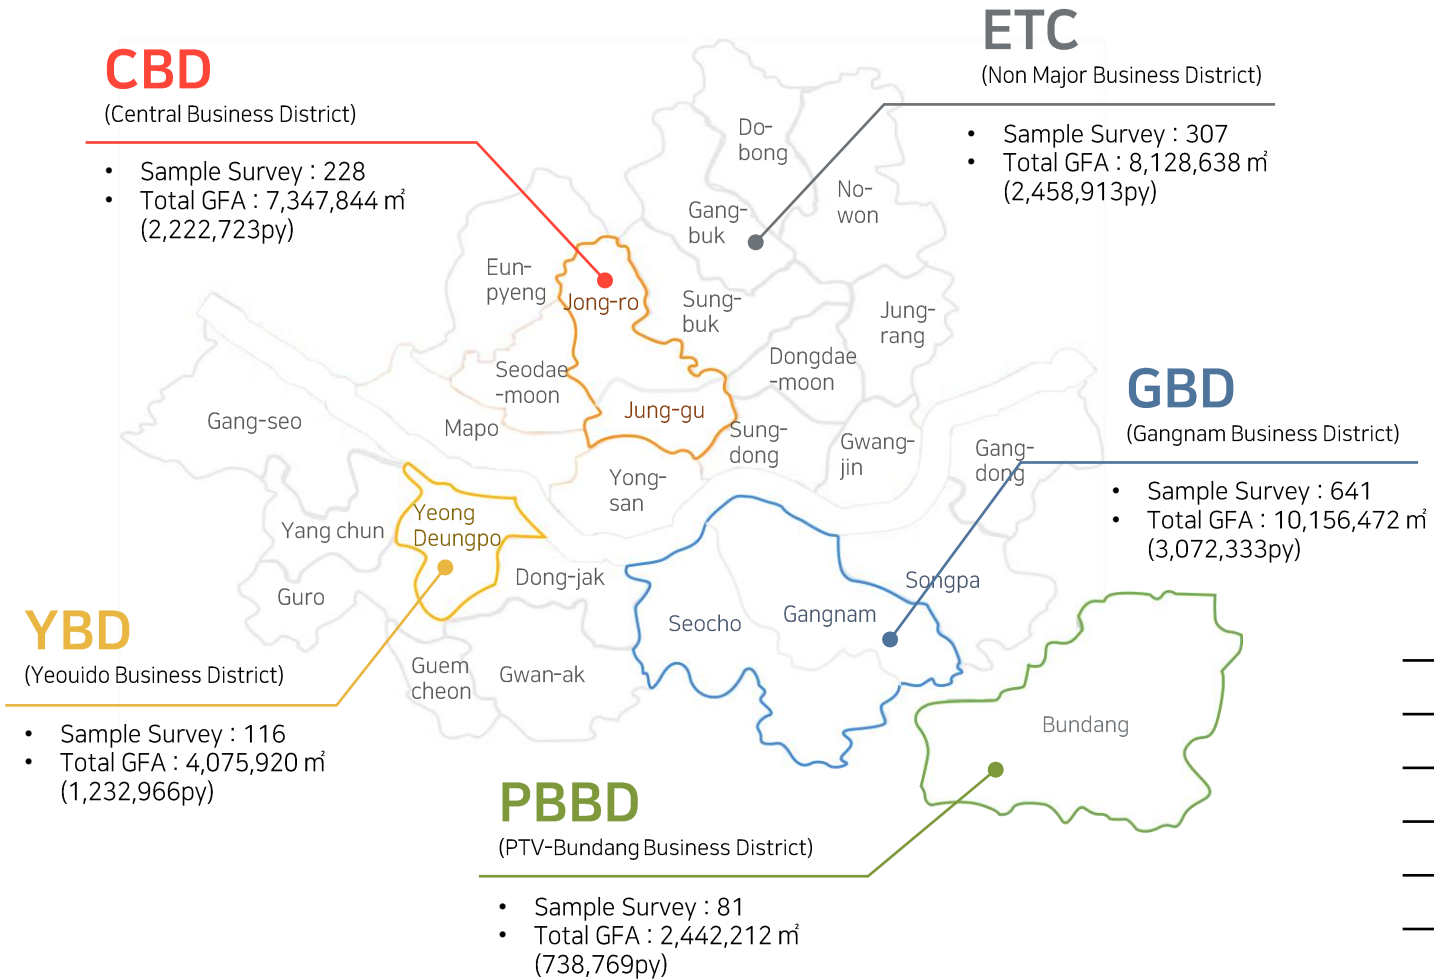 ETC
(Non Major Business District)
• Sample Survey : 307
• Total GFA : 8,128,638 ㎡
(2,458,913py)
CBD
(Central Business District)
• Sample Survey : 228
• Total GFA : 7,347,844 ㎡
(2,222,723py)
Do-
bong
No-
won
Gang-
buk
Eun-
pyeng
Jong-ro
Sung-
buk
Jung-
rang
Seodae
-moon
Dongdae
-moon
Gang-seo
Mapo
Jung-gu
Sung-
dong
Gwang-
jin
Gang-
dong
Yong-
san
GBD
(Gangnam Business District)
• Sample Survey : 641
• Total GFA : 10,156,472 ㎡
(3,072,333py)
Yang chun
Yeong
Deungpo
Dong-jak
Guro
Seocho
Gangnam
Songpa
Guem
cheon
Gwan-ak
Bundang
YBD
(Yeouido Business District)
• Sample Survey : 116
• Total GFA : 4,075,920 ㎡
(1,232,966py)
PBBD
(PTV-Bundang Business District)
• Sample Survey : 81
• Total GFA : 2,442,212 ㎡
(738,769py)